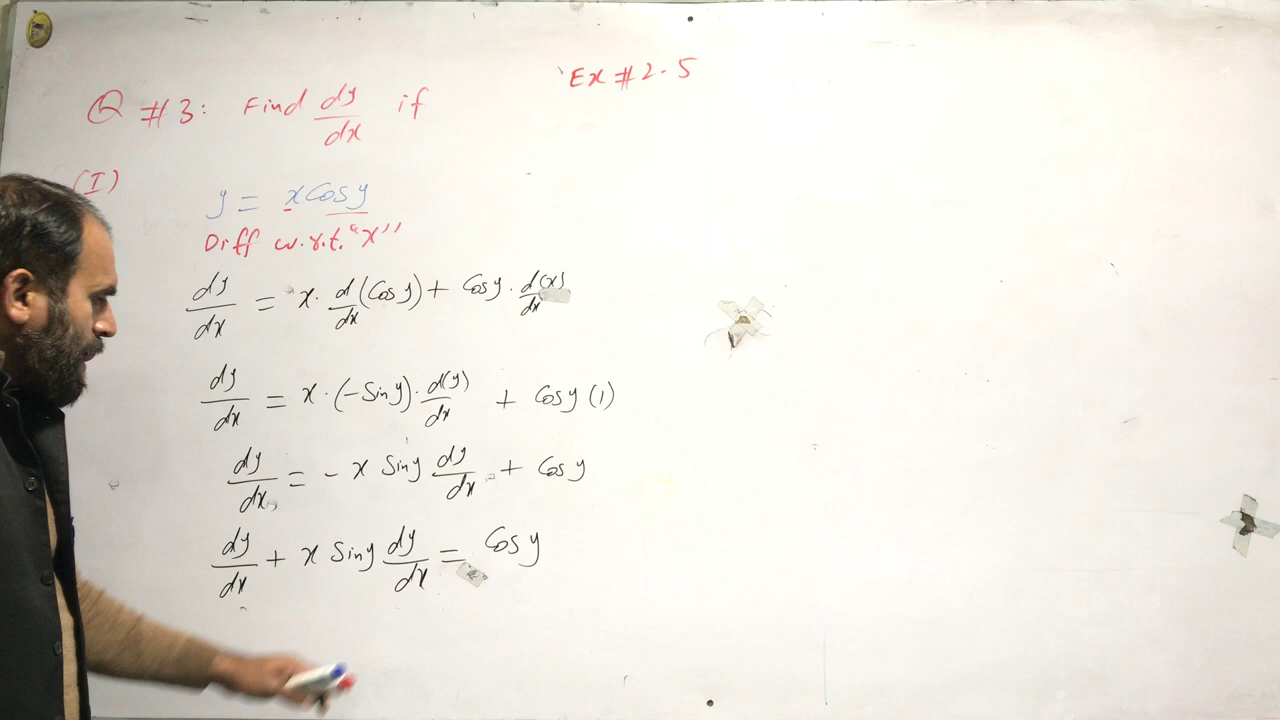 Ex # 2.5
Q #3: Find dy/dx if
(I)
y = x Cos y
Diff w.r.t. "x"
dy/dx = x · d/dx (Cos y) + Cos y · d(x)/dx
dy/dx = x · (- Sin y) · d(y)/dx + Cos y (1)
dy/dx = - x Sin y dy/dx + Cos y
dy/dx + x Sin y dy/dx = Cos y